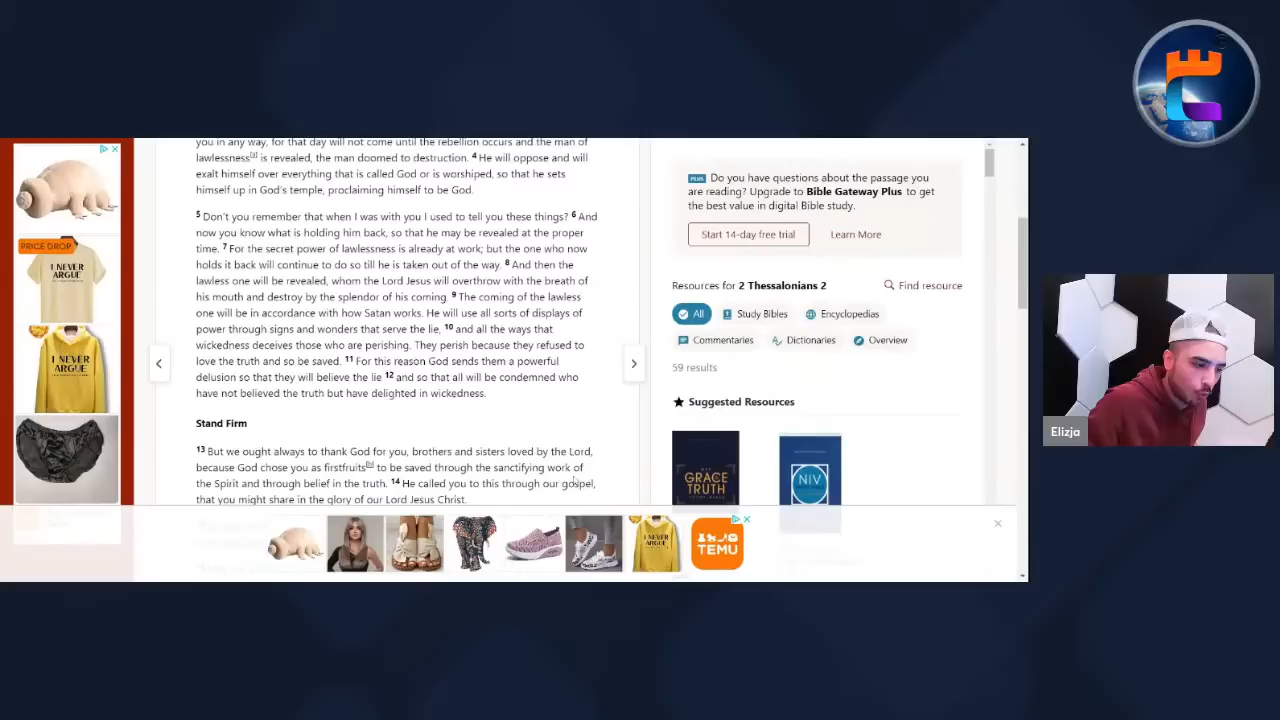 you in any way, for that day will not come until the rebellion occurs and the man of
lawlessness[a] is revealed, the man doomed to destruction. 4 He will oppose and will
exalt himself over everything that is called God or is worshiped, so that he sets
himself up in God's temple, proclaiming himself to be God.
5 Don't you remember that when I was with you I used to tell you these things? 6 And
now you know what is holding him back, so that he may be revealed at the proper
time. 7 For the secret power of lawlessness is already at work; but the one who now
holds it back will continue to do so till he is taken out of the way. 8 And then the
lawless one will be revealed, whom the Lord Jesus will overthrow with the breath of
his mouth and destroy by the splendor of his coming. 9 The coming of the lawless
one will be in accordance with how Satan works. He will use all sorts of displays of
power through signs and wonders that serve the lie, 10 and all the ways that
wickedness deceives those who are perishing. They perish because they refused to
love the truth and so be saved. 11 For this reason God sends them a powerful
delusion so that they will believe the lie 12 and so that all will be condemned who
have not believed the truth but have delighted in wickedness.
Stand Firm
13 But we ought always to thank God for you, brothers and sisters loved by the Lord,
because God chose you as firstfruits[b] to be saved through the sanctifying work of
the Spirit and through belief in the truth. 14 He called you to this through our gospel,
that you might share in the glory of our Lord Jesus Christ.
PLUS Do you have questions about the passage you
are reading? Upgrade to Bible Gateway Plus to get
the best value in digital Bible study.
Start 14-day free trial Learn More
Resources for 2 Thessalonians 2 Find resource
All Study Bibles Encyclopedias
Commentaries Dictionaries Overview
59 results
Suggested Resources
GRACE
TRUTH
NIV
PRICE DROP
I NEVER
ARGUE
I NEVER
ARGUE
I NEVER
ARGUE
TEMU
Elizja